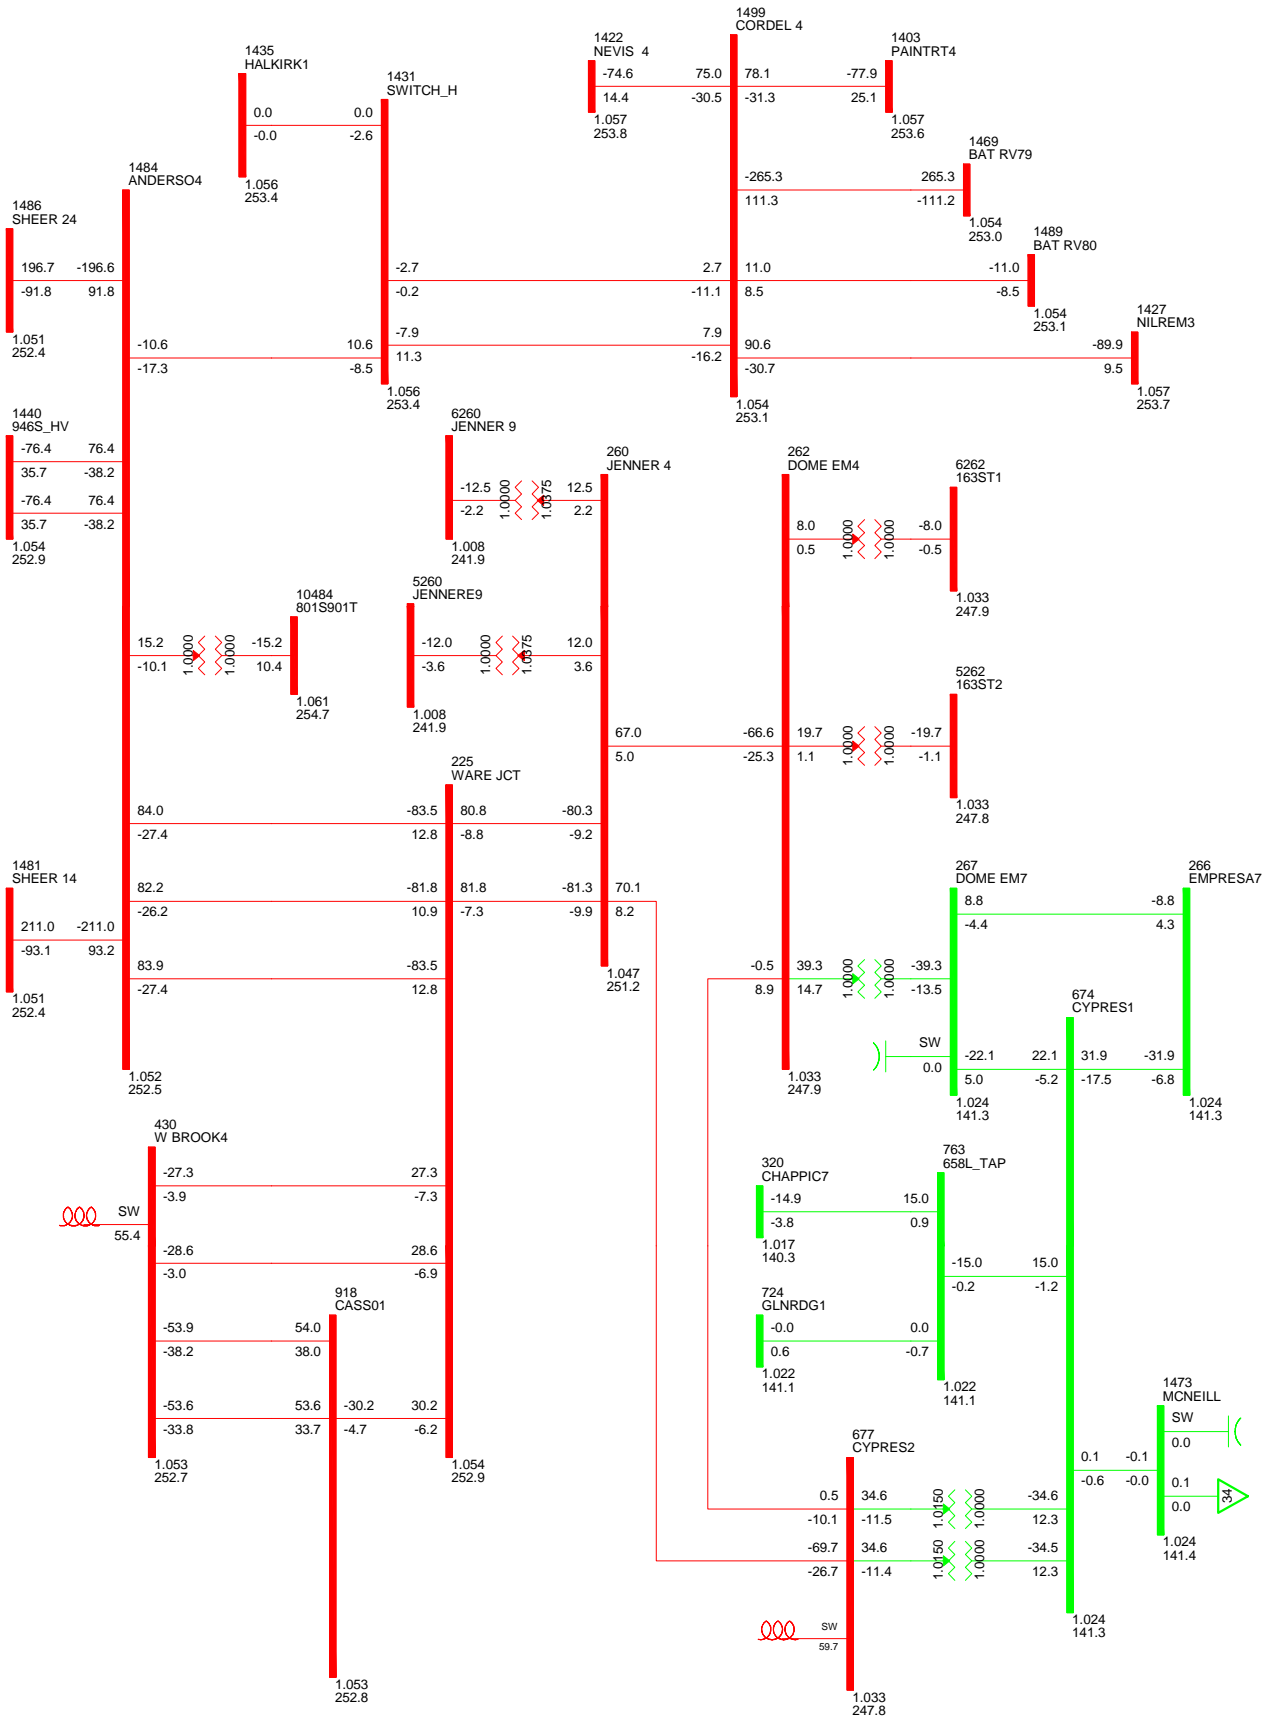 1499
CORDEL 4
1422
NEVIS  4
1403
PAINTRT4
1435
HALKIRK1
1431
SWITCH_H
-74.6 75.0 78.1 -77.9
14.4 -30.5 -31.3 25.1
1.057
253.8
1.057
253.6
0.0 0.0
-0.0 -2.6
1.056
253.4
1469
BAT RV79
-265.3 265.3
111.3 -111.2
1.054
253.0
1484
ANDERSO4
1486
SHEER 24
196.7 -196.6
-91.8 91.8
1.051
252.4
1489
BAT RV80
-2.7 2.7 11.0 -11.0
-0.2 -11.1 8.5 -8.5
1.054
253.1
1427
NILREM3
-7.9 7.9
11.3 -16.2
90.6 -89.9
-30.7 9.5
-10.6 10.6
-17.3 -8.5
1.056
253.4
1.054
253.1
1.057
253.7
1440
946S_HV
-76.4 76.4
35.7 -38.2
-76.4 76.4
35.7 -38.2
1.054
252.9
6260
JENNER 9
260
JENNER 4
-12.5 1.0000 1.0375 12.5
-2.2 2.2
1.008
241.9
262
DOME EM4
6262
163ST1
8.0 1.0000 1.0000 -8.0
0.5 -0.5
1.033
247.9
10484
801S901T
15.2 1.0000 1.0000 -15.2
-10.1 10.4
1.061
254.7
5260
JENNERE9
-12.0 1.0000 1.0375 12.0
-3.6 3.6
1.008
241.9
5262
163ST2
67.0 -66.6 19.7 1.0000 1.0000 -19.7
5.0 -25.3 1.1 -1.1
1.033
247.8
225
WARE JCT
84.0 -83.5 80.8 -80.3
-27.4 12.8 -8.8 -9.2
1481
SHEER 14
82.2 -81.8 81.8 -81.3 70.1
-26.2 10.9 -7.3 -9.9 8.2
211.0 -211.0
-93.1 93.2
1.051
252.4
83.9 -83.5
-27.4 12.8
1.047
251.2
1.052
252.5
267
DOME EM7
266
EMPRESA7
8.8 -8.8
-4.4 4.3
-0.5 39.3 1.0000 1.0000 -39.3
8.9 14.7 -13.5
674
CYPRES1
SW
0.0
-22.1 22.1 31.9 -31.9
5.0 -5.2 -17.5 -6.8
1.033
247.9
1.024
141.3
1.024
141.3
430
W BROOK4
-27.3 27.3
-3.9 -7.3
SW
55.4
-28.6 28.6
-3.0 -6.9
918
CASS01
-53.9 54.0
-38.2 38.0
-53.6 53.6 -30.2 30.2
-33.8 33.7 -4.7 -6.2
1.053
252.7
1.054
252.9
1.053
252.8
320
CHAPPIC7
763
658L_TAP
-14.9 15.0
-3.8 0.9
1.017
140.3
-15.0 15.0
-0.2 -1.2
724
GLNRDG1
-0.0 0.0
0.6 -0.7
1.022
141.1
1.022
141.1
1473
MCNEILL
SW
0.0
0.1 -0.1
-0.6 -0.0
0.1
0.0
34
1.024
141.4
677
CYPRES2
0.5 34.6 1.0150 1.0000 -34.6
-10.1 -11.5 12.3
-69.7 34.6 1.0150 1.0000 -34.5
-26.7 -11.4 12.3
SW
59.7
1.024
141.3
1.033
247.8